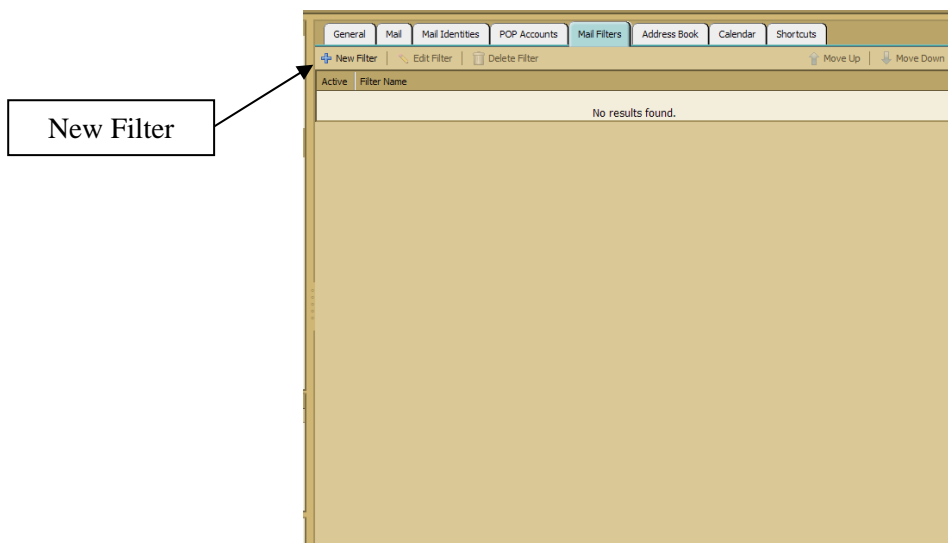 General Mail Mail Identities POP Accounts Mail Filters Address Book Calendar Shortcuts
New Filter Edit Filter Delete Filter Move Up Move Down
Active Filter Name
No results found.
New Filter